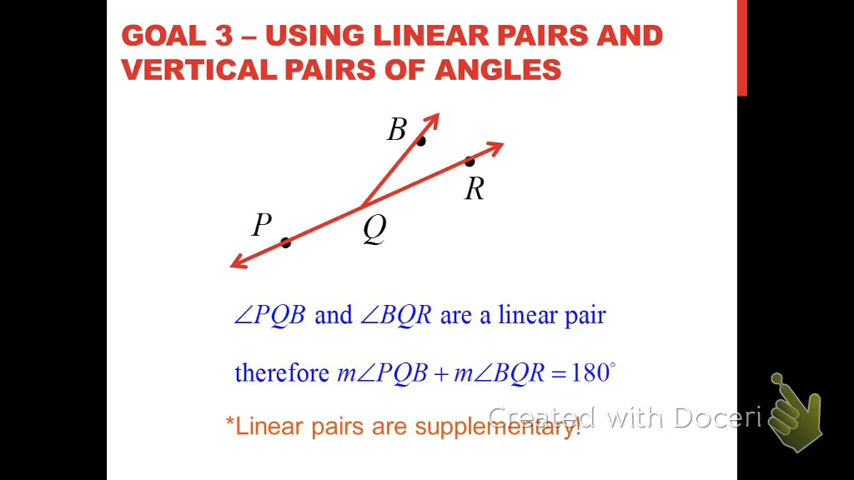 GOAL 3 – USING LINEAR PAIRS AND
VERTICAL PAIRS OF ANGLES
B
R
P
Q
∠PQB and ∠BQR are a linear pair
therefore m∠PQB + m∠BQR = 180°
*Linear pairs are supplementary!
Created with Doceri